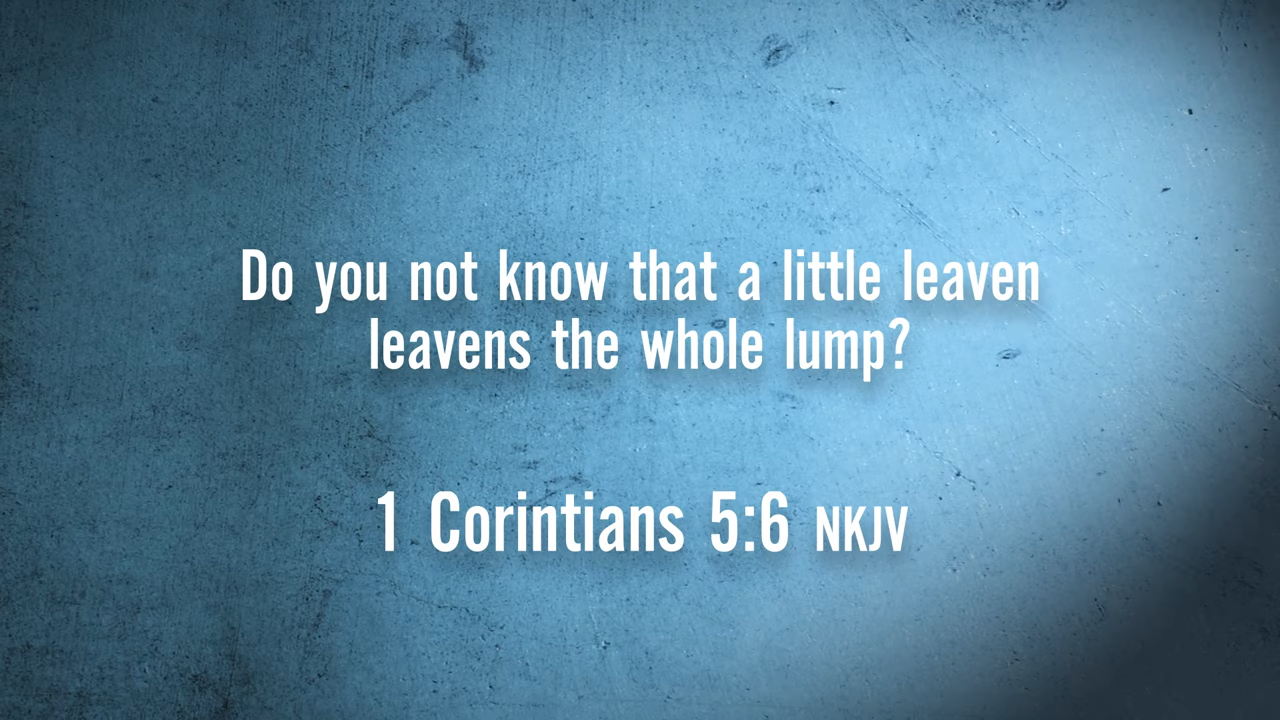 Do you not know that a little leaven
leavens the whole lump?
1 Corintians 5:6 NKJV